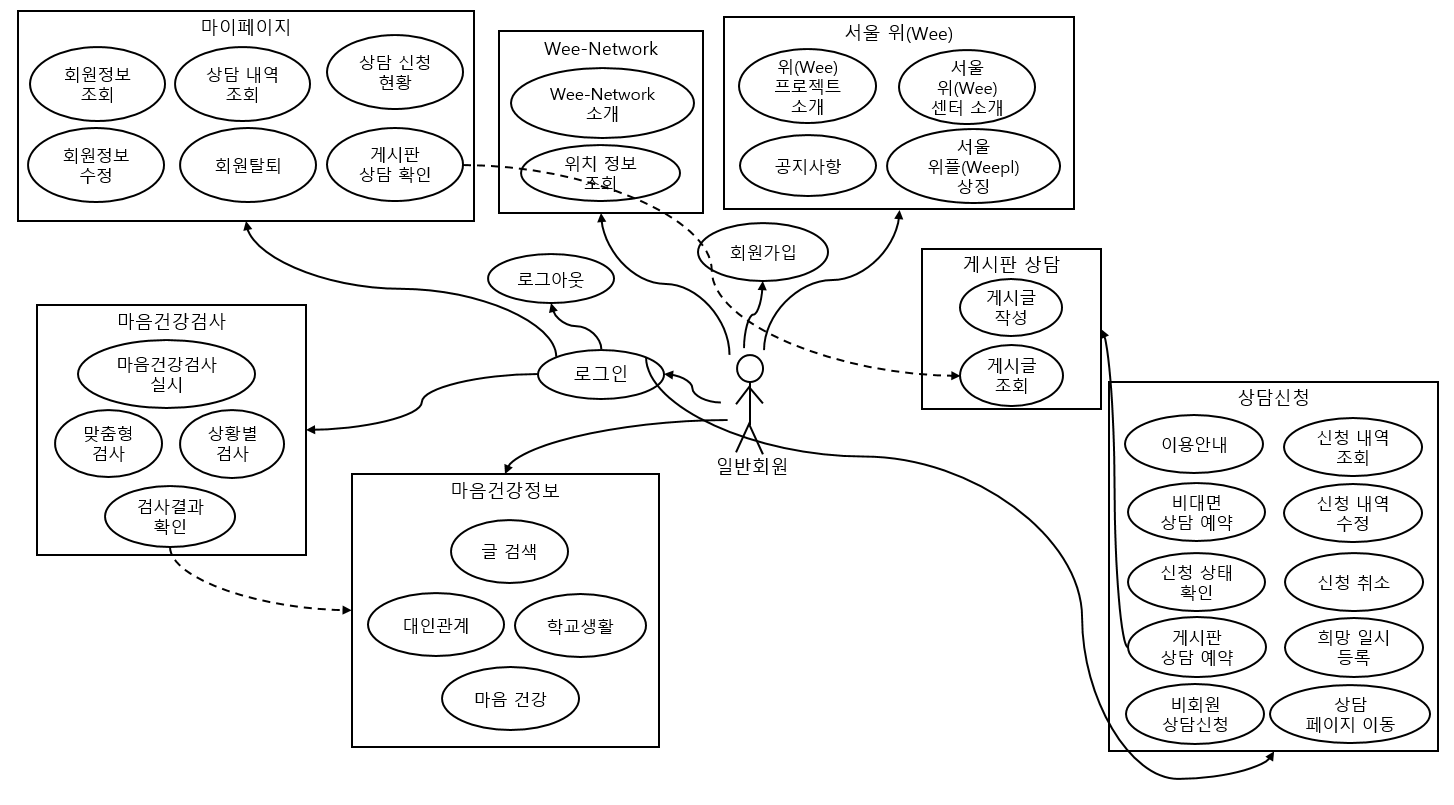 마이페이지
회원정보
조회
상담 내역
조회
상담 신청
현황
회원정보
수정
회원탈퇴
게시판
상담 확인
Wee-Network
Wee-Network
소개
위치 정보
조회
서울 위(Wee)
위(Wee)
프로젝트
소개
서울
위(Wee)
센터 소개
공지사항
서울
위플(Weepl)
상징
회원가입
로그아웃
로그인
일반회원
게시판 상담
게시글
작성
게시글
조회
마음건강검사
마음건강검사
실시
맞춤형
검사
상황별
검사
검사결과
확인
마음건강정보
글 검색
대인관계
학교생활
마음 건강
상담신청
이용안내
신청 내역
조회
비대면
상담 예약
신청 내역
수정
신청 상태
확인
신청 취소
게시판
상담 예약
희망 일시
등록
비회원
상담신청
상담
페이지 이동